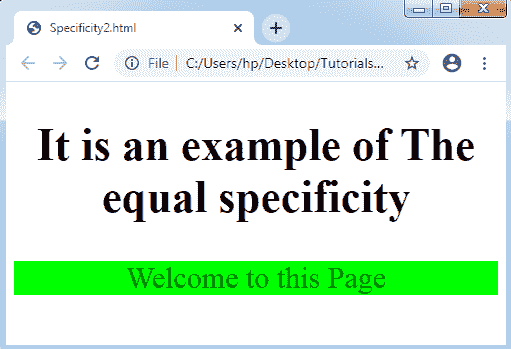 Specificity2.html
File
C:/Users/hp/Desktop/Tutorials...
It is an example of The
equal specificity
Welcome to this Page